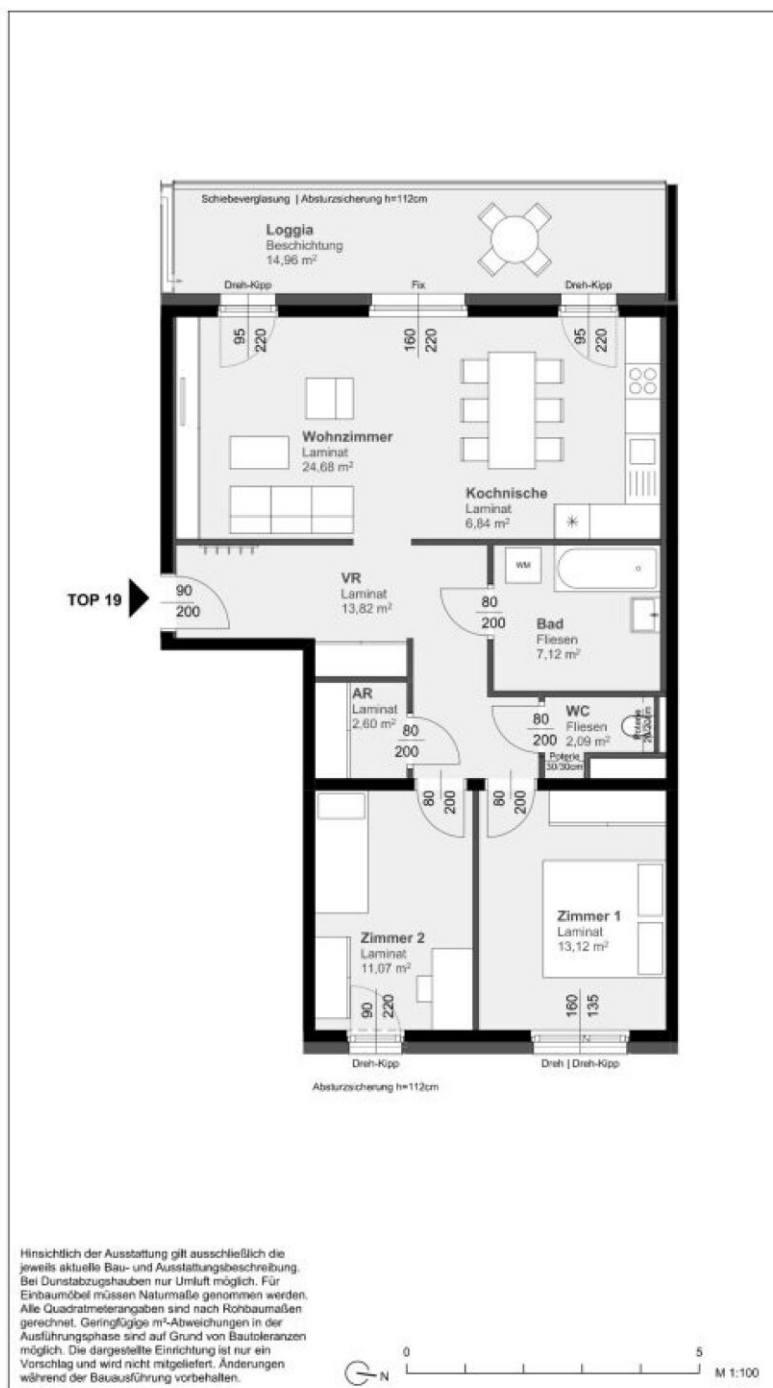 Schiebeverglasung | Absturzsicherung h=112cm
Loggia
Beschichtung
14,96 m²
Dreh-Kipp
Fix
Dreh-Kipp
95
220
160
220
95
220
Wohnzimmer
Laminat
24,68 m²
Kochnische
Laminat
6,84 m²
TOP 19
90
200
VR
Laminat
13,82 m²
WM
80
200
Bad
Fliesen
7,12 m²
AR
Laminat
2,60 m²
80
200
WC
Fliesen
2,09 m²
80
200
Poterie
20/20cm
Poterie
30/30cm
80
200
80
200
Zimmer 2
Laminat
11,07 m²
Zimmer 1
Laminat
13,12 m²
90
220
160
135
Dreh-Kipp
Dreh | Dreh-Kipp
Absturzsicherung h=112cm
Hinsichtlich der Ausstattung gilt ausschließlich die
jeweils aktuelle Bau- und Ausstattungsbeschreibung.
Bei Dunstabzugshauben nur Umluft möglich. Für
Einbaumöbel müssen Naturmaße genommen werden.
Alle Quadratmeterangaben sind nach Rohbaumaßen
gerechnet. Geringfügige m²-Abweichungen in der
Ausführungsphase sind auf Grund von Bautoleranzen
möglich. Die dargestellte Einrichtung ist nur ein
Vorschlag und wird nicht mitgeliefert. Änderungen
während der Bauausführung vorbehalten.
N
0
5
M 1:100